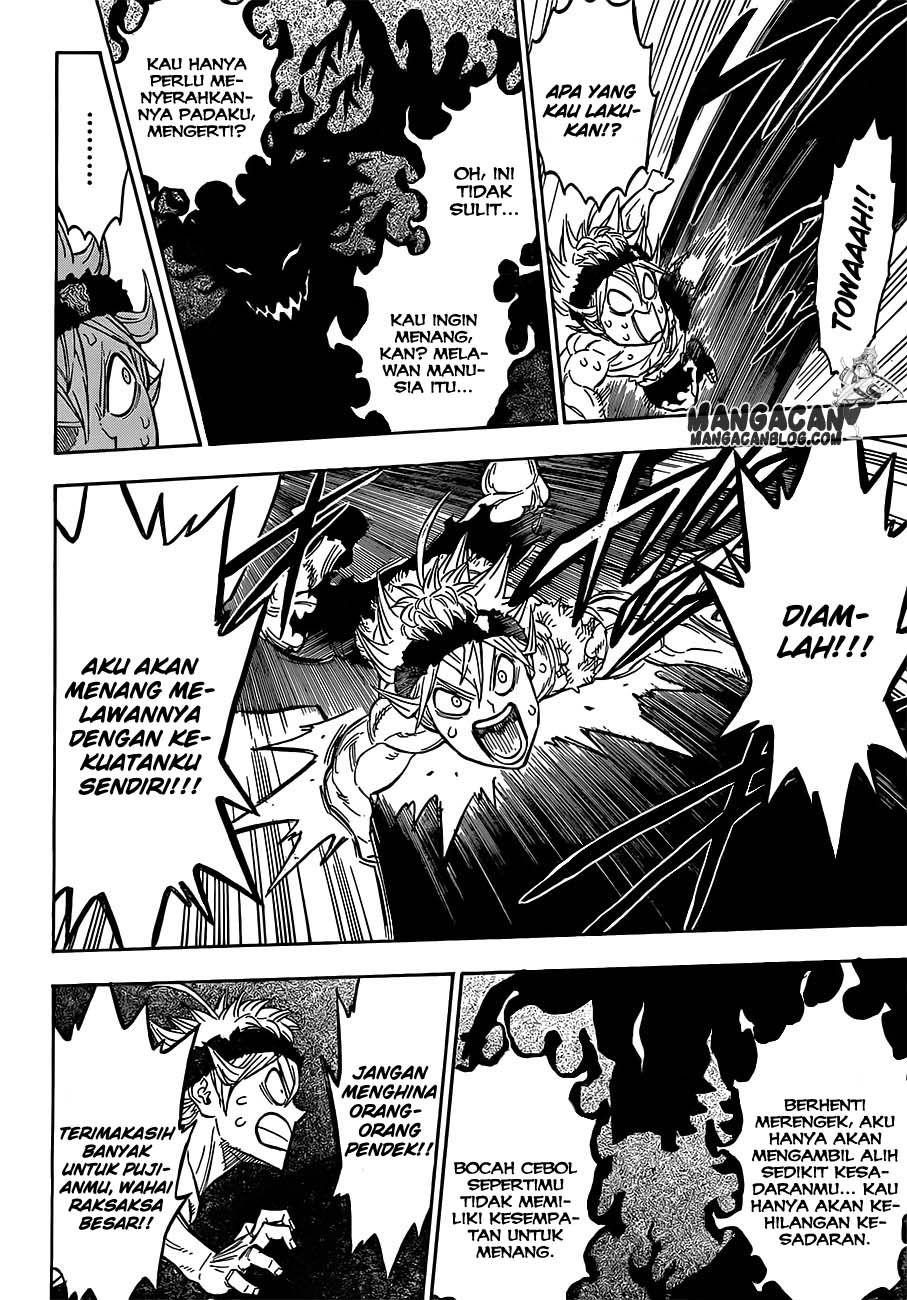 TOWAAAH!!
APA YANG
KAU LAKU-
KAN!?
KAU INGIN
MENANG,
KAN? MELA-
WAN MANU-
SIA ITU...
OH, INI
TIDAK
SULIT...
KAU HANYA
PERLU ME-
NYERAHKAN-
NYA PADAKU,
MENGERTI?
........
MANGACAN
MANGACANBLOG.COM
DIAM-
LAH!!!
AKU AKAN
MENANG ME-
LAWANNYA
DENGAN KE-
KUATANKU
SENDIRI!!!
BERHENTI
MERENGEK, AKU
HANYA AKAN
MENGAMBIL ALIH
SEDIKIT KESA-
DARANMU... KAU
HANYA AKAN KE-
HILANGAN KE-
SADARAN.
BOCAH CEBOL
SEPERTIMU
TIDAK MEMI-
LIKI KESEMPA-
TAN UNTUK
MENANG.
JANGAN
MENGHINA
ORANG-
ORANG
PENDEK!!
TERIMAKASIH
BANYAK
UNTUK PUJI-
ANMU, WAHAI
RAKSAKSA
BESAR!!